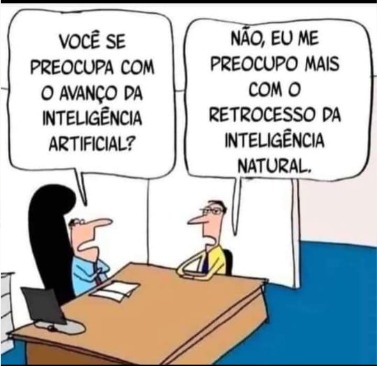 VOCÊ SE
PREOCUPA COM
O AVANÇO DA
INTELIGÊNCIA
ARTIFICIAL?
NÃO, EU ME
PREOCUPO MAIS
COM O
RETROCESSO DA
INTELIGÊNCIA
NATURAL.